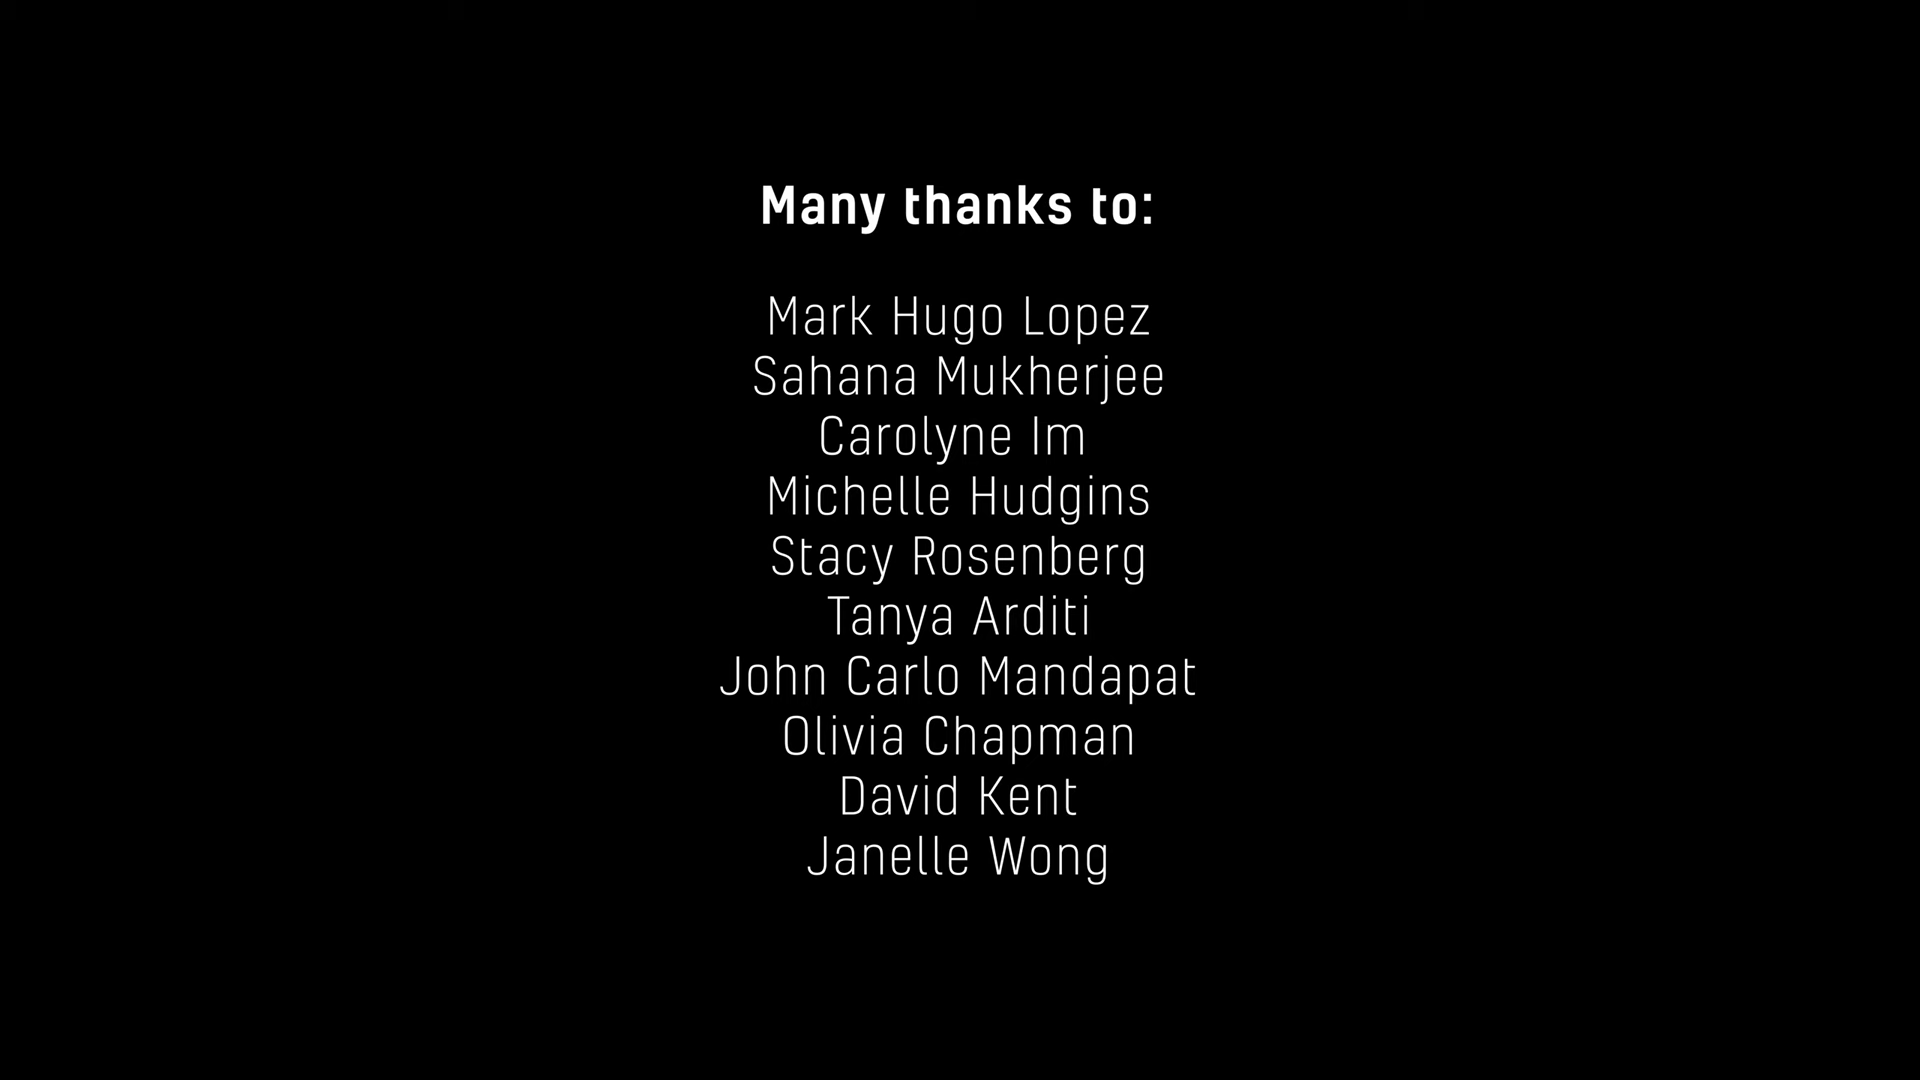 Many thanks to:
Mark Hugo Lopez
Sahana Mukherjee
Carolyne Im
Michelle Hudgins
Stacy Rosenberg
Tanya Arditi
John Carlo Mandapat
Olivia Chapman
David Kent
Janelle Wong